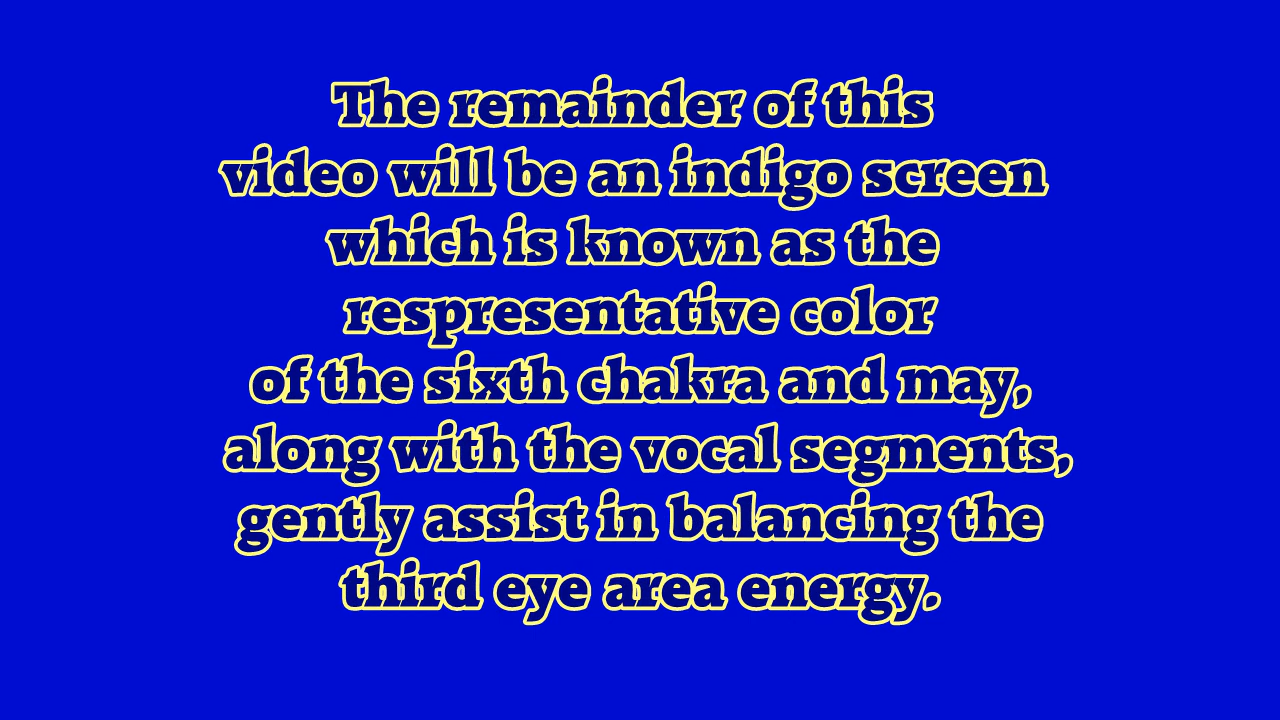 The remainder of this
video will be an indigo screen
which is known as the
respresentative color
of the sixth chakra and may,
along with the vocal segments,
gently assist in balancing the
third eye area energy.